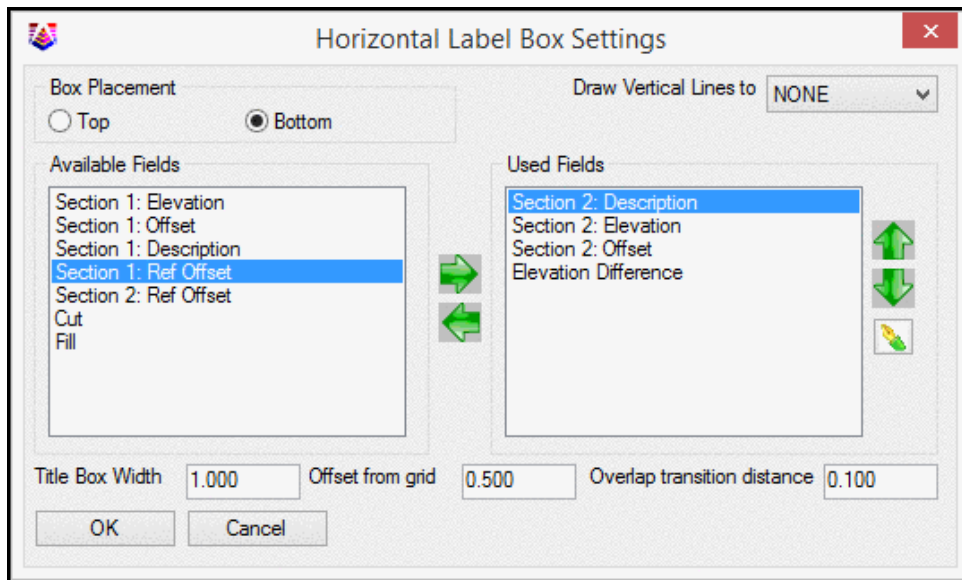 Horizontal Label Box Settings
Box Placement
Top
Bottom
Draw Vertical Lines to
NONE
Available Fields
Section 1: Elevation
Section 1: Offset
Section 1: Description
Section 1: Ref Offset
Section 2: Ref Offset
Cut
Fill
Used Fields
Section 2: Description
Section 2: Elevation
Section 2: Offset
Elevation Difference
Title Box Width 1.000 Offset from grid 0.500 Overlap transition distance 0.100
OK Cancel